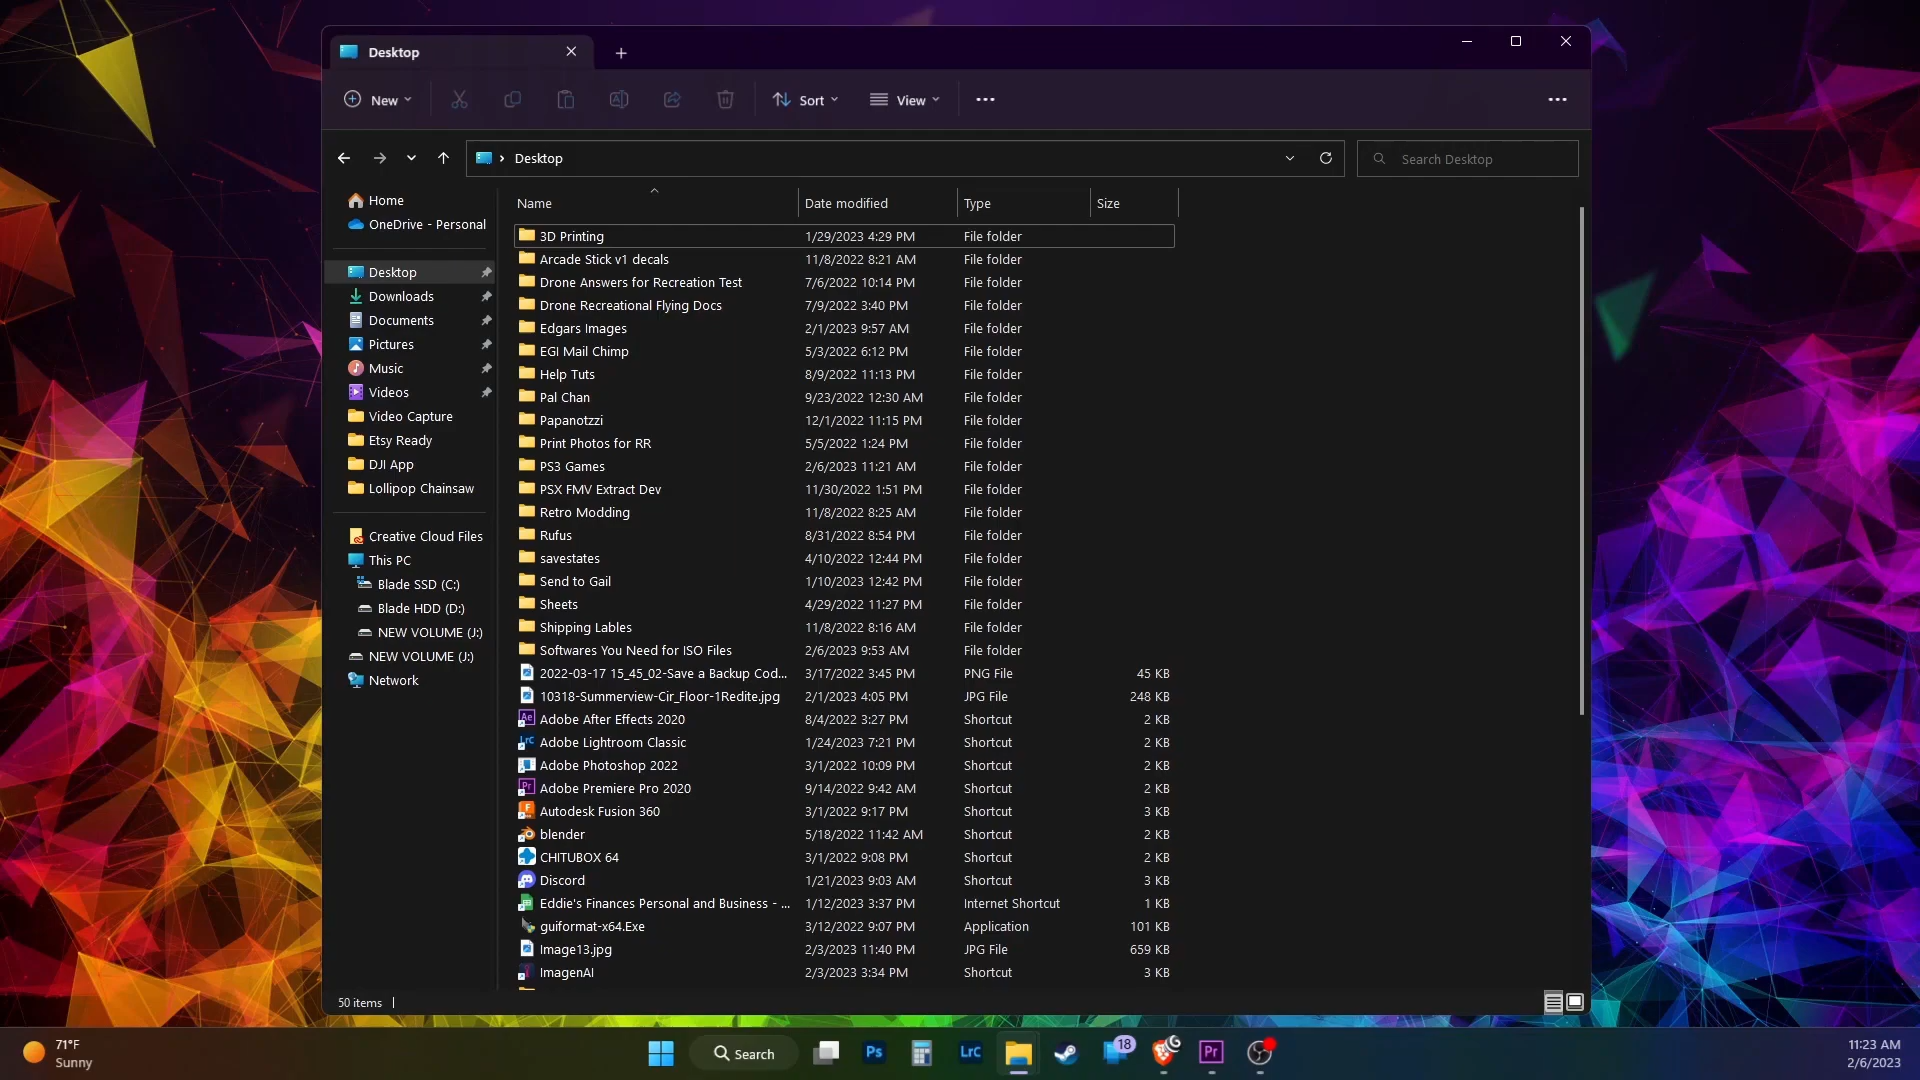 Desktop
New
Sort
View
Desktop
Search Desktop
Home
OneDrive - Personal
Desktop
Downloads
Documents
Pictures
Music
Videos
Video Capture
Etsy Ready
DJI App
Lollipop Chainsaw
Creative Cloud Files
This PC
Blade SSD (C:)
Blade HDD (D:)
NEW VOLUME (J:)
NEW VOLUME (J:)
Network
Name Date modified Type Size
3D Printing 1/29/2023 4:29 PM File folder
Arcade Stick v1 decals 11/8/2022 8:21 AM File folder
Drone Answers for Recreation Test 7/6/2022 10:14 PM File folder
Drone Recreational Flying Docs 7/9/2022 3:40 PM File folder
Edgars Images 2/1/2023 9:57 AM File folder
EGI Mail Chimp 5/3/2022 6:12 PM File folder
Help Tuts 8/9/2022 11:13 PM File folder
Pal Chan 9/23/2022 12:30 AM File folder
Papanotzzi 12/1/2022 11:15 PM File folder
Print Photos for RR 5/5/2022 1:24 PM File folder
PS3 Games 2/6/2023 11:21 AM File folder
PSX FMV Extract Dev 11/30/2022 1:51 PM File folder
Retro Modding 11/8/2022 8:25 AM File folder
Rufus 8/31/2022 8:54 PM File folder
savestates 4/10/2022 12:44 PM File folder
Send to Gail 1/10/2023 12:42 PM File folder
Sheets 4/29/2022 11:27 PM File folder
Shipping Lables 11/8/2022 8:16 AM File folder
Softwares You Need for ISO Files 2/6/2023 9:53 AM File folder
2022-03-17 15_45_02-Save a Backup Cod... 3/17/2022 3:45 PM PNG File 45 KB
10318-Summerview-Cir_Floor-1Redite.jpg 2/1/2023 4:05 PM JPG File 248 KB
Adobe After Effects 2020 8/4/2022 3:27 PM Shortcut 2 KB
Adobe Lightroom Classic 1/24/2023 7:21 PM Shortcut 2 KB
Adobe Photoshop 2022 3/1/2022 10:09 PM Shortcut 2 KB
Adobe Premiere Pro 2020 9/14/2022 9:42 AM Shortcut 2 KB
Autodesk Fusion 360 3/1/2022 9:17 PM Shortcut 3 KB
blender 5/18/2022 11:42 AM Shortcut 2 KB
CHITUBOX 64 3/1/2022 9:08 PM Shortcut 2 KB
Discord 1/21/2023 9:03 AM Shortcut 3 KB
Eddie's Finances Personal and Business - ... 1/12/2023 3:37 PM Internet Shortcut 1 KB
guiformat-x64.Exe 3/12/2022 9:07 PM Application 101 KB
Image13.jpg 2/3/2023 11:40 PM JPG File 659 KB
ImagenAI 2/3/2023 3:34 PM Shortcut 3 KB
50 items
71°F
Sunny
Search
Ps
LrC
18
Pr
11:23 AM
2/6/2023